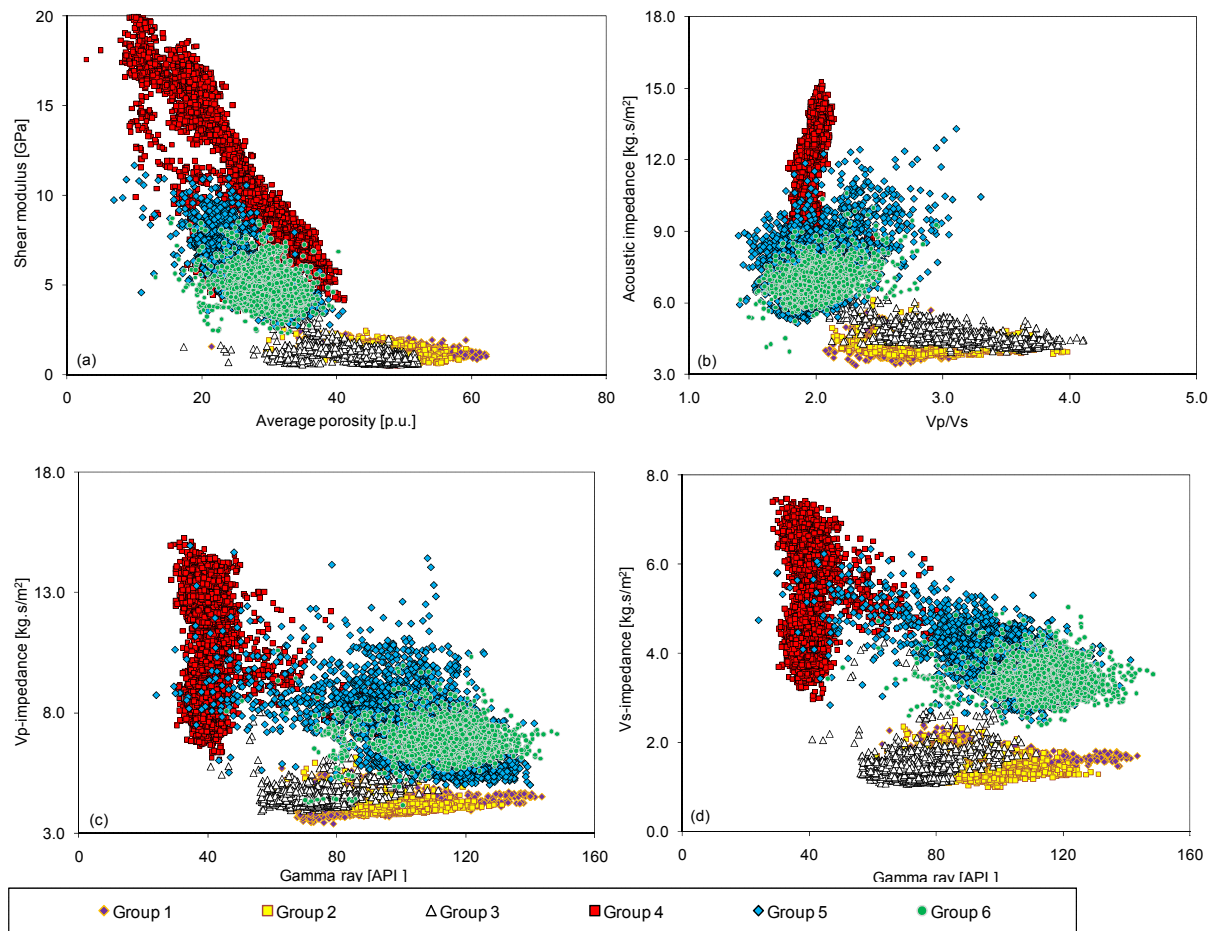 20
15
10
5
0
Shear modulus [GPa]
(a)
0 20 40 60 80
Average porosity [p.u.]
18.0
15.0
12.0
9.0
6.0
3.0
Acoustic impedance [kg.s/m²]
(b)
1.0 2.0 3.0 4.0 5.0
Vp/Vs
18.0
13.0
8.0
3.0
Vp-impedance [kg.s/m²]
(c)
0 40 80 120 160
Gamma ray [API]
8.0
6.0
4.0
2.0
0.0
Vs-impedance [kg.s/m²]
(d)
0 40 80 120 160
Gamma ray [API]
Group 1 Group 2 Group 3 Group 4 Group 5 Group 6